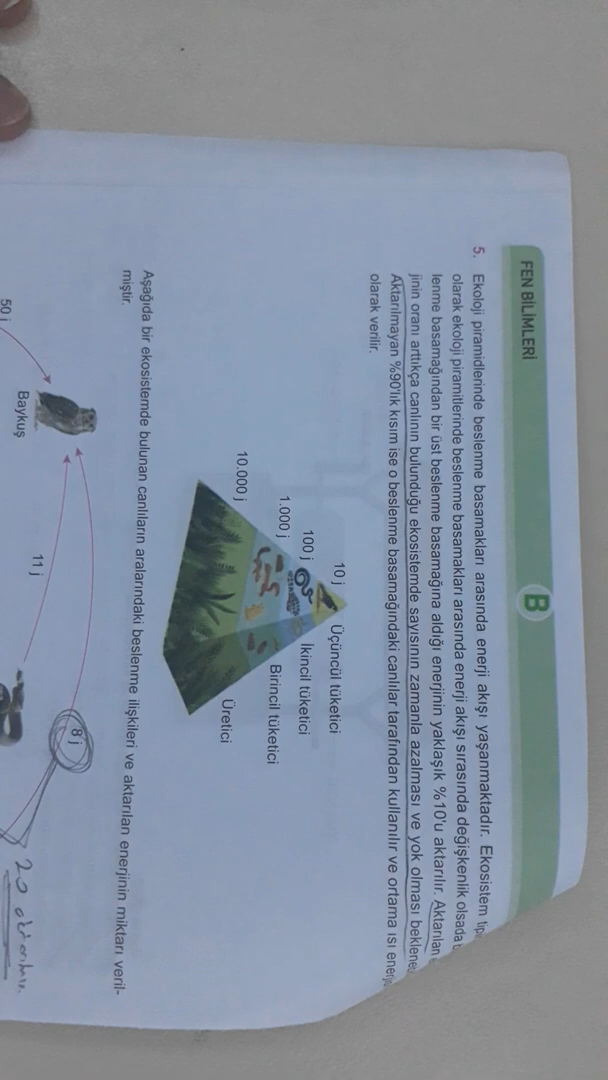 FEN BİLİMLERİ
B
5. Ekoloji piramidlerinde beslenme basamakları arasında enerji akışı yaşanmaktadır. Ekosistem
olarak ekoloji piramitlerinde beslenme basamakları arasında enerji akışı sırasında değişkenlik olsada
lenme basamağından bir üst beslenme basamağına aldığı enerjinin yaklaşık %10'u aktarılır. Aktarılan
jinin oranı arttıkça canlının bulunduğu ekosistemde sayısının zamanla azalması ve yok olması
Aktarılmayan %90'lık kısım ise o beslenme basamağındaki canlılar tarafından kullanılır ve ortama ısı
olarak verilir.
10 j Üçüncül tüketici
100 j İkincil tüketici
1.000 j Birincil tüketici
10.000 j Üretici
Aşağıda bir ekosistemde bulunan canlıların aralarındaki beslenme ilişkileri ve aktarılan enerjinin miktarı veril-
miştir.
8 j
11 j
Baykuş
50 j
20